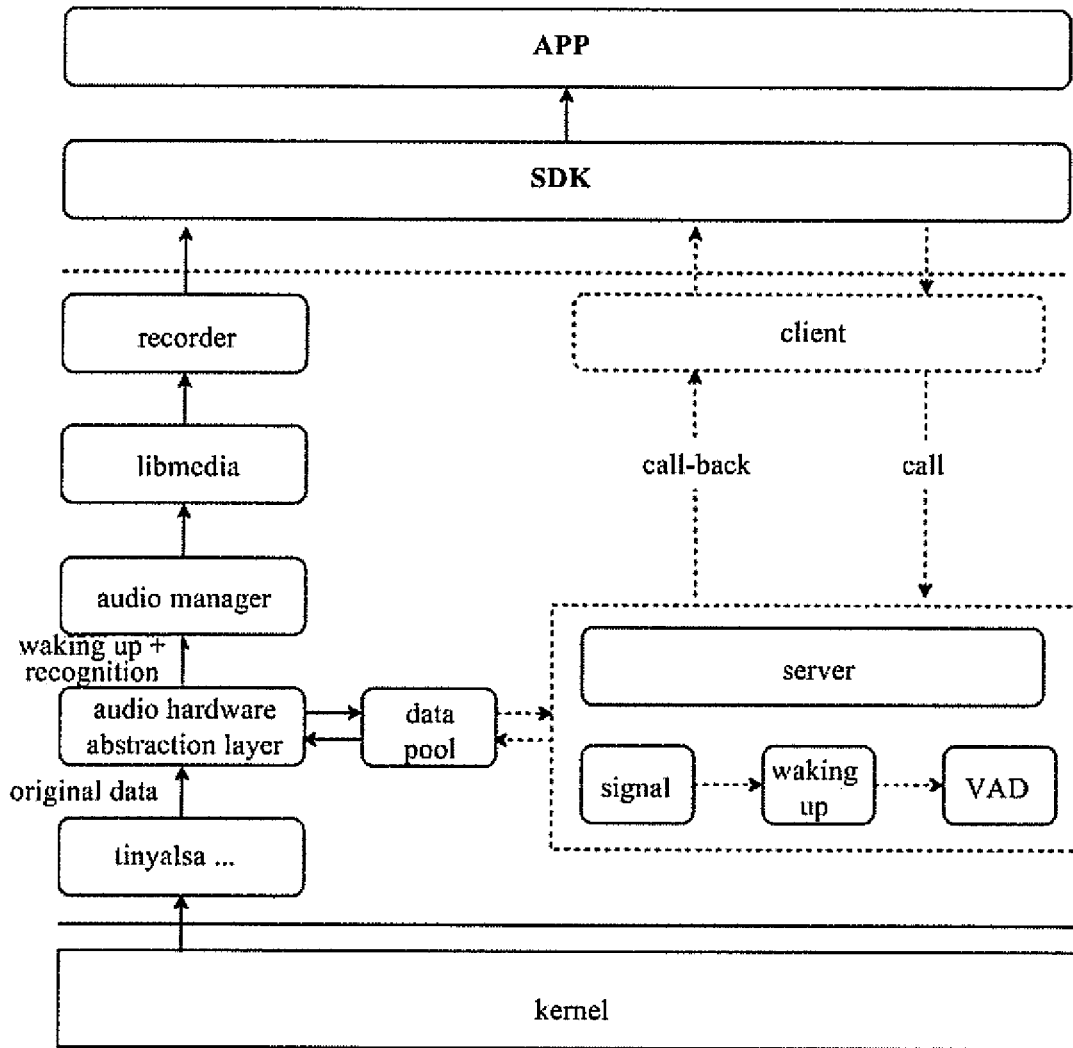 APP
SDK
recorder
client
libmedia
call-back
call
audio manager
waking up +
recognition
server
audio hardware
abstraction layer
data
pool
signal
waking
up
VAD
original data
tinyalsa ...
kernel